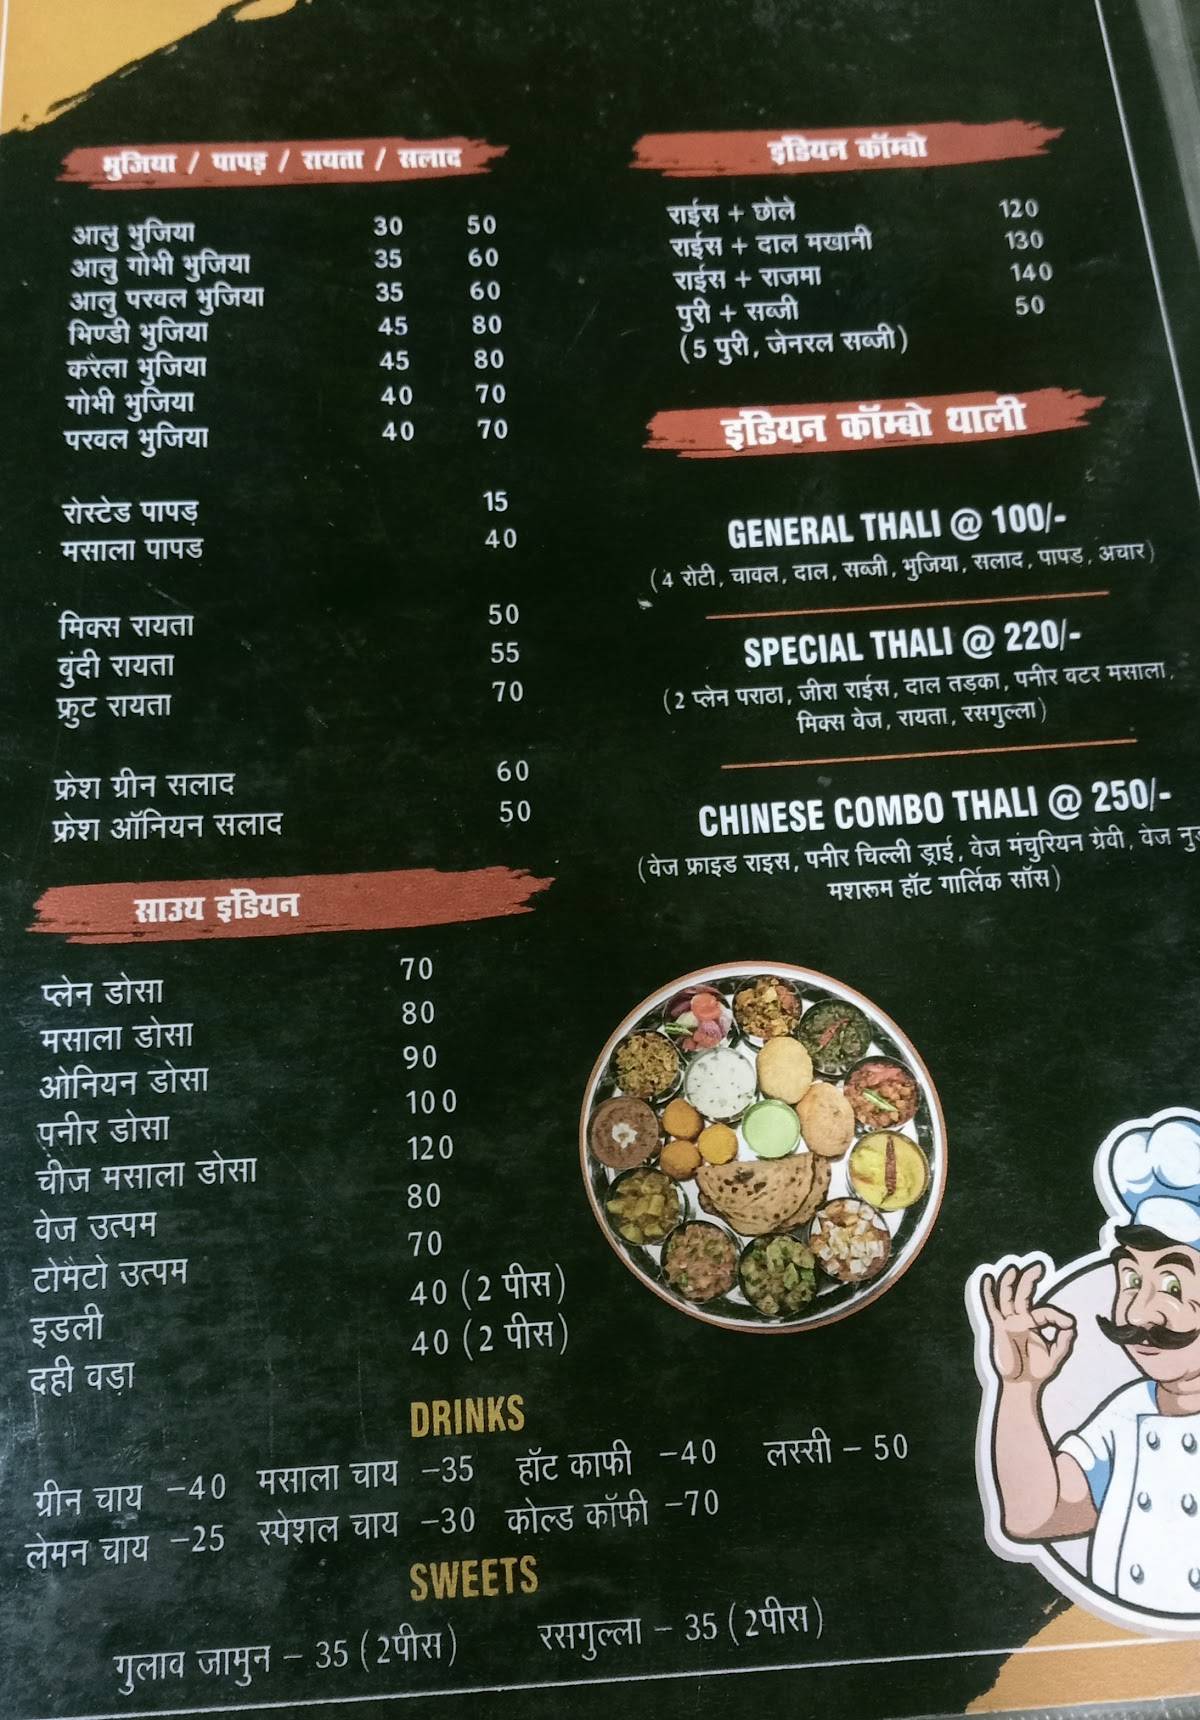 भुजिया / पापड़ / रायता / सलाद
आलु भुजिया 30 50
आलु गोभी भुजिया 35 60
आलु परवल भुजिया 35 60
भिण्डी भुजिया 45 80
करैला भुजिया 45 80
गोभी भुजिया 40 70
परवल भुजिया 40 70
रोस्टेड पापड़ 15
मसाला पापड 40
मिक्स रायता 50
बुंदी रायता 55
फ्रुट रायता 70
फ्रेश ग्रीन सलाद 60
फ्रेश ऑनियन सलाद 50
साउथ इंडियन
प्लेन डोसा 70
मसाला डोसा 80
ओनियन डोसा 90
पनीर डोसा 100
चीज मसाला डोसा 120
वेज उत्पम 80
टोमैटो उत्पम 70
इडली 40 (2 पीस)
दही वड़ा 40 (2 पीस)
इंडियन कॉम्बो
राईस + छोले 120
राईस + दाल मखानी 130
राईस + राजमा 140
पुरी + सब्जी 50
(5 पुरी, जेनरल सब्जी)
इंडियन कॉम्बो थाली
GENERAL THALI @ 100/-
(4 रोटी, चावल, दाल, सब्जी, भुजिया, सलाद, पापड, अचार)
SPECIAL THALI @ 220/-
(2 प्लेन पराठा, जीरा राईस, दाल तड़का, पनीर वटर मसाला,
मिक्स वेज, रायता, रसगुल्ला)
CHINESE COMBO THALI @ 250/-
(वेज फ्राइड राइस, पनीर चिल्ली ड्राई, वेज मंचुरियन ग्रेवी, वेज
मशरूम हॉट गार्लिक सॉस)
DRINKS
ग्रीन चाय -40 मसाला चाय -35 हॉट काफी -40 लस्सी - 50
लेमन चाय -25 स्पेशल चाय -30 कोल्ड कॉफी -70
SWEETS
गुलाव जामुन - 35 (2पीस) रसगुल्ला - 35 (2पीस)